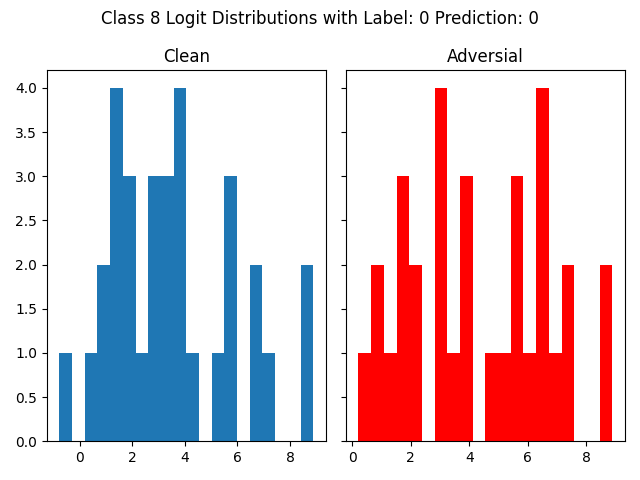 Class 8 Logit Distributions with Label: 0 Prediction: 0
Clean
Adversial
4.0
3.5
3.0
2.5
2.0
1.5
1.0
0.5
0.0
0 2 4 6 8
0 2 4 6 8